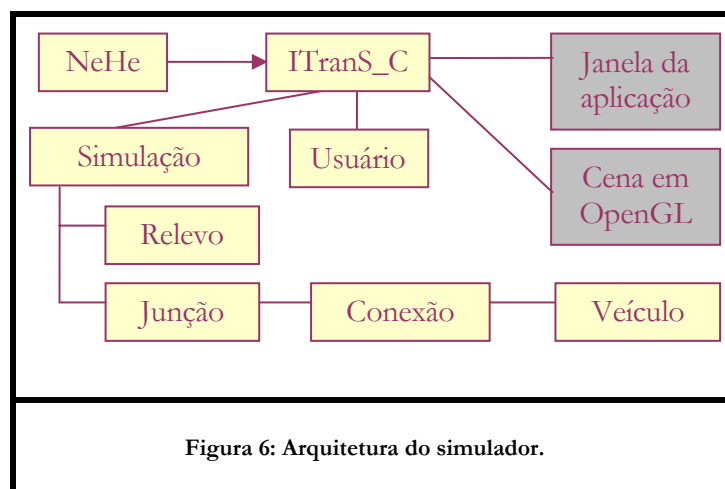 NeHe
ITranS_C
Janela da
aplicação
Simulação
Usuário
Cena em
OpenGL
Relevo
Junção
Conexão
Veículo
Figura 6: Arquitetura do simulador.